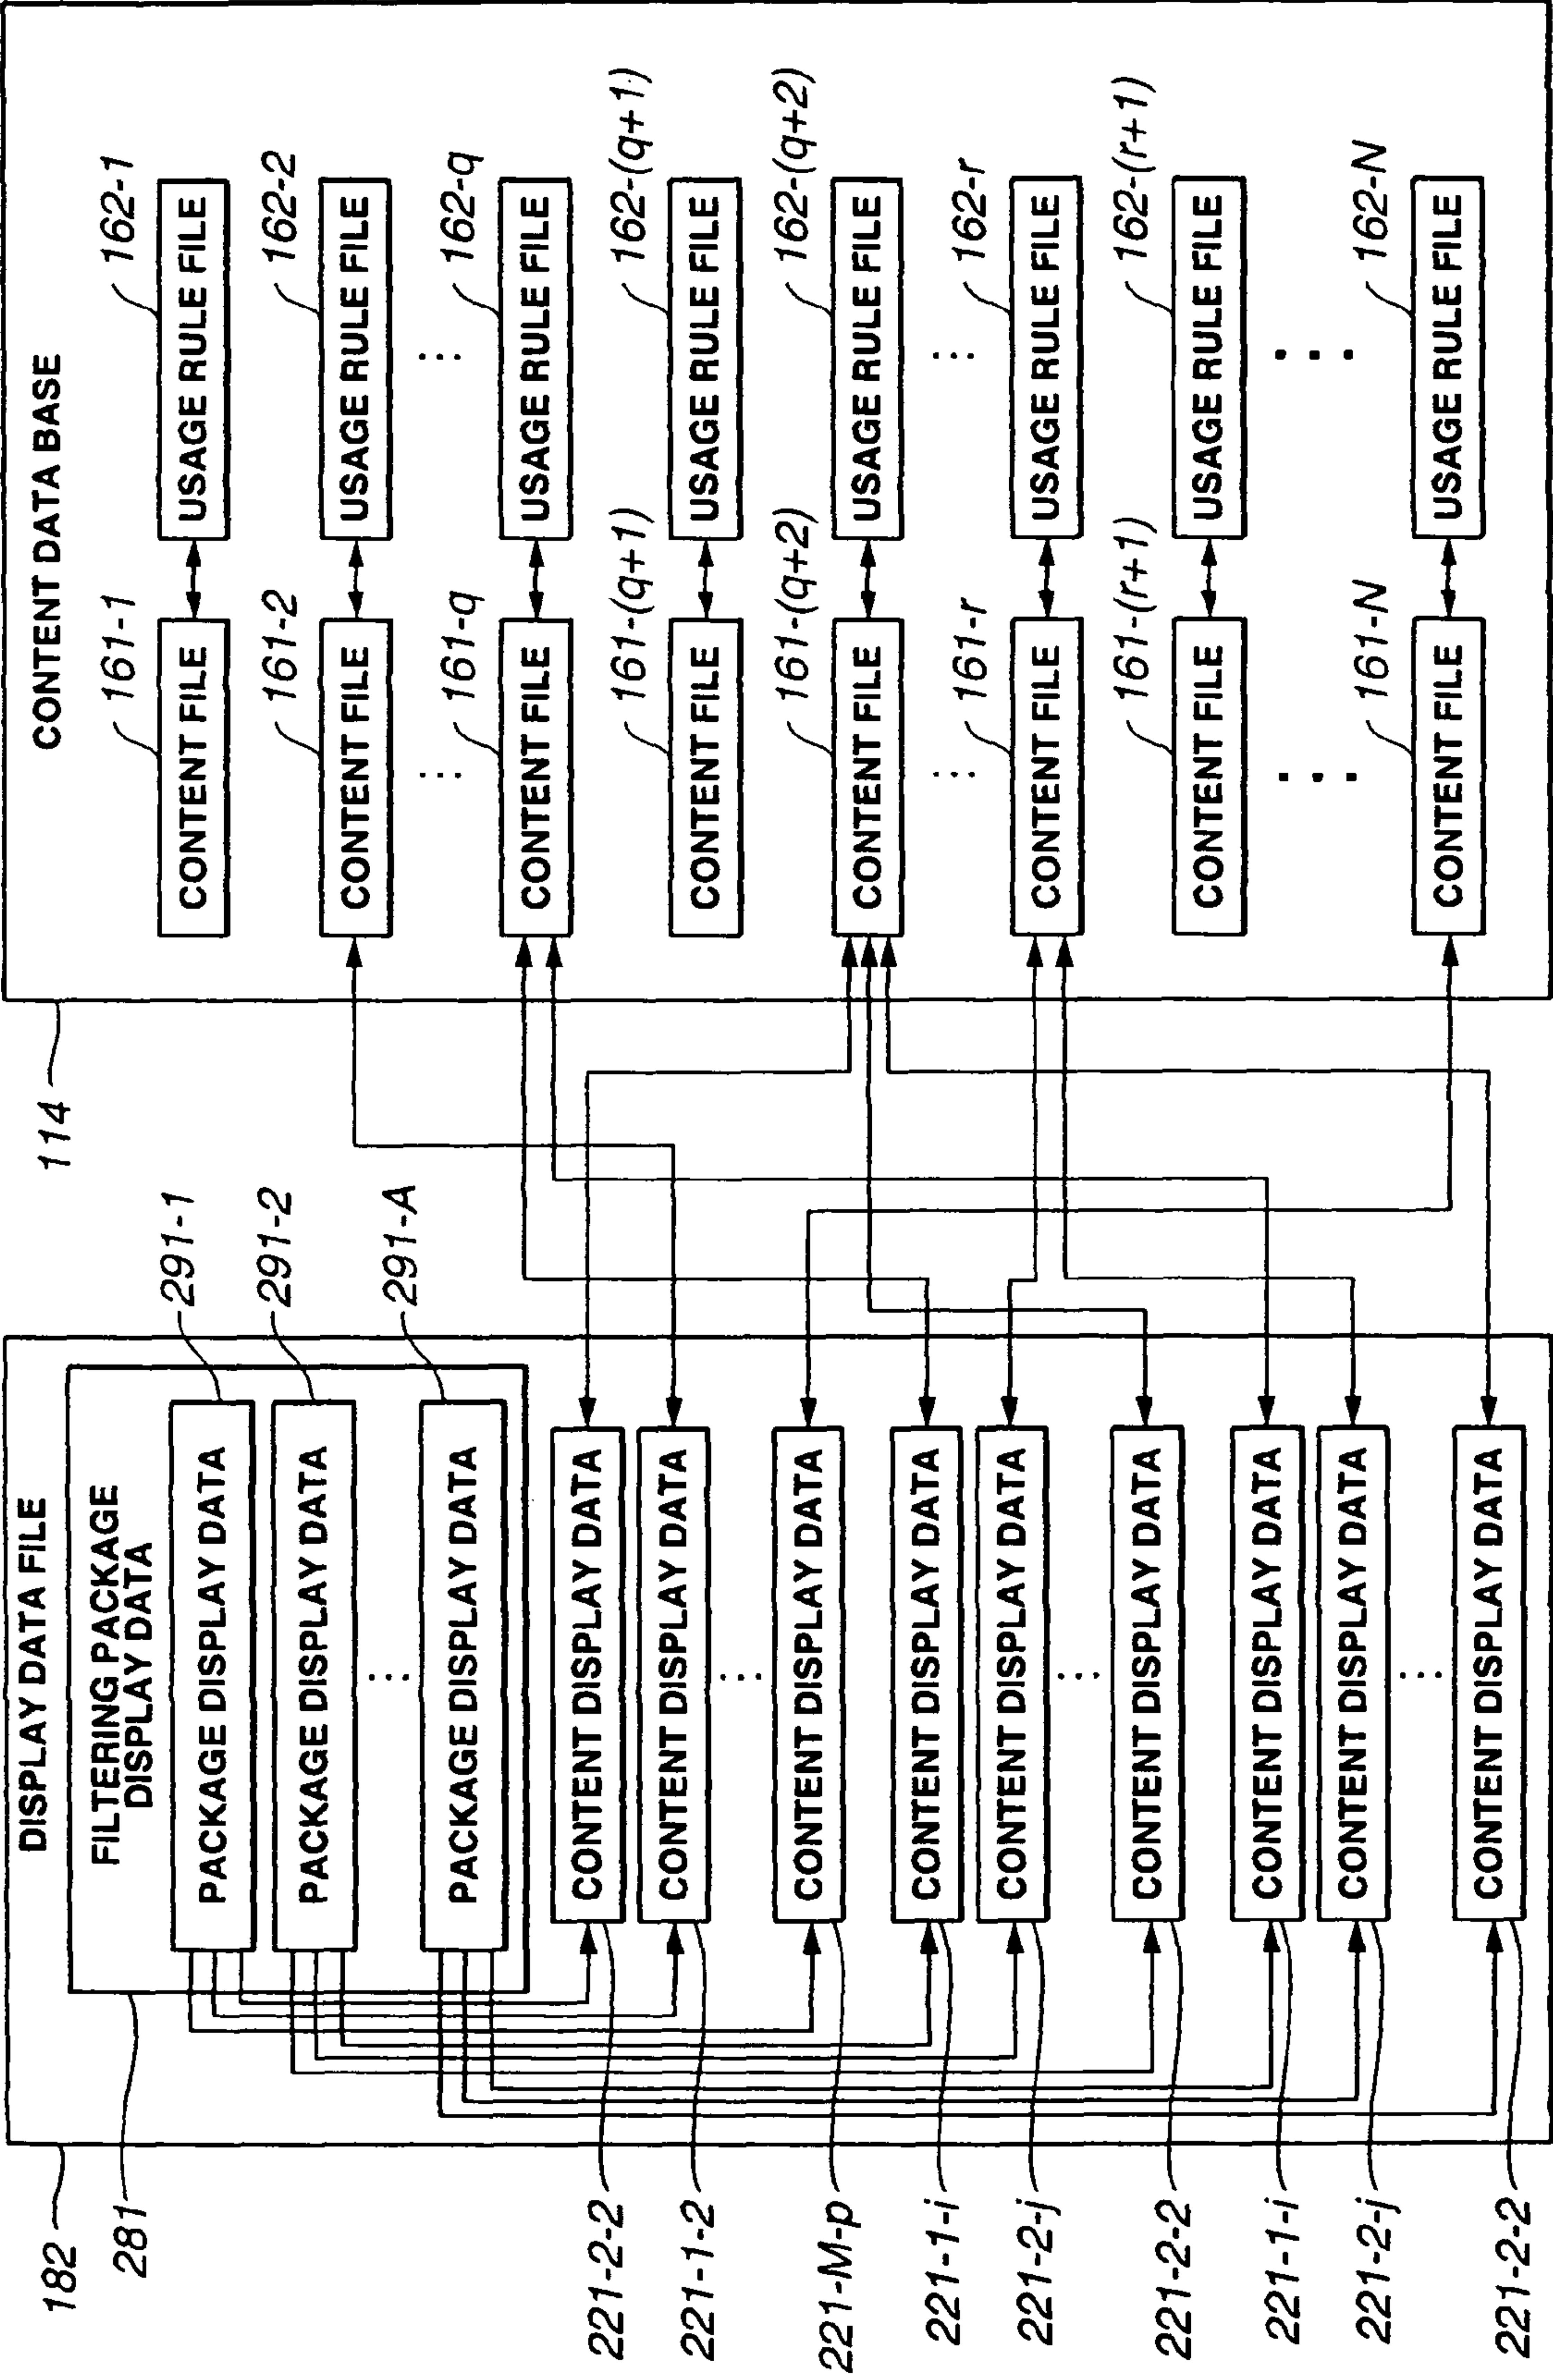 DISPLAY DATA FILE
FILTERING PACKAGE
DISPLAY DATA
PACKAGE DISPLAY DATA
291-1
PACKAGE DISPLAY DATA
291-2
...
PACKAGE DISPLAY DATA
291-A
182
281
221-2-2
CONTENT DISPLAY DATA
221-1-2
CONTENT DISPLAY DATA
...
221-M-p
CONTENT DISPLAY DATA
221-1-i
CONTENT DISPLAY DATA
221-2-j
CONTENT DISPLAY DATA
...
221-2-2
CONTENT DISPLAY DATA
221-1-i
CONTENT DISPLAY DATA
221-2-j
CONTENT DISPLAY DATA
...
221-2-2
CONTENT DISPLAY DATA
114
CONTENT DATA BASE
161-1
162-1
CONTENT FILE
USAGE RULE FILE
161-2
162-2
CONTENT FILE
USAGE RULE FILE
... ...
161-q
162-q
CONTENT FILE
USAGE RULE FILE
161-(q+1)
162-(q+1)
CONTENT FILE
USAGE RULE FILE
161-(q+2)
162-(q+2)
CONTENT FILE
USAGE RULE FILE
... ...
161-r
162-r
CONTENT FILE
USAGE RULE FILE
161-(r+1)
162-(r+1)
CONTENT FILE
USAGE RULE FILE
... ...
161-N
162-N
CONTENT FILE
USAGE RULE FILE